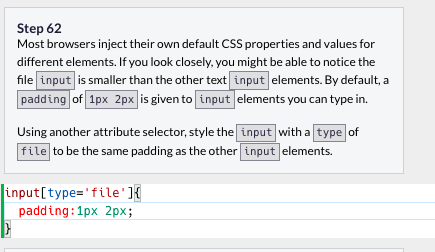 Step 62
Most browsers inject their own default CSS properties and values for
different elements. If you look closely, you might be able to notice the
file input is smaller than the other text input elements. By default, a
padding of 1px 2px is given to input elements you can type in.
Using another attribute selector, style the input with a type of
file to be the same padding as the other input elements.
input[type='file']{
padding:1px 2px;
}